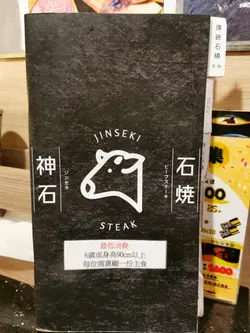 JINSEKI
神石
ジンセキ
石焼
ビーフステーキ
STEAK
最低消費
6歲或身高90cm以上
每位需惠顧一份主食
傳統石燒